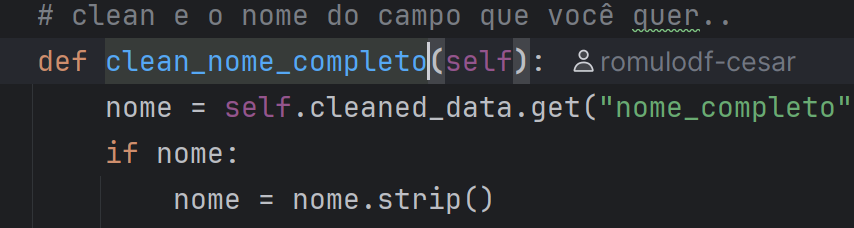 # clean e o nome do campo que você quer..
def clean_nome_completo(self): romulodf-cesar
nome = self.cleaned_data.get("nome_completo"
if nome:
nome = nome.strip()